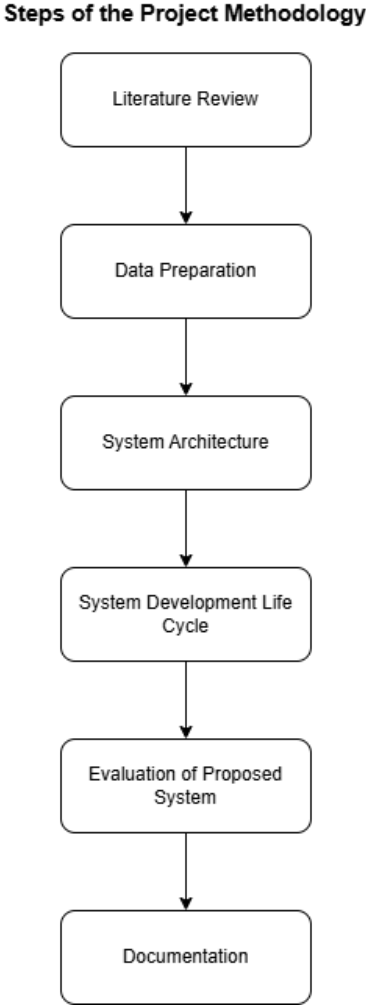 Steps of the Project Methodology
Literature Review
Data Preparation
System Architecture
System Development Life
Cycle
Evaluation of Proposed
System
Documentation